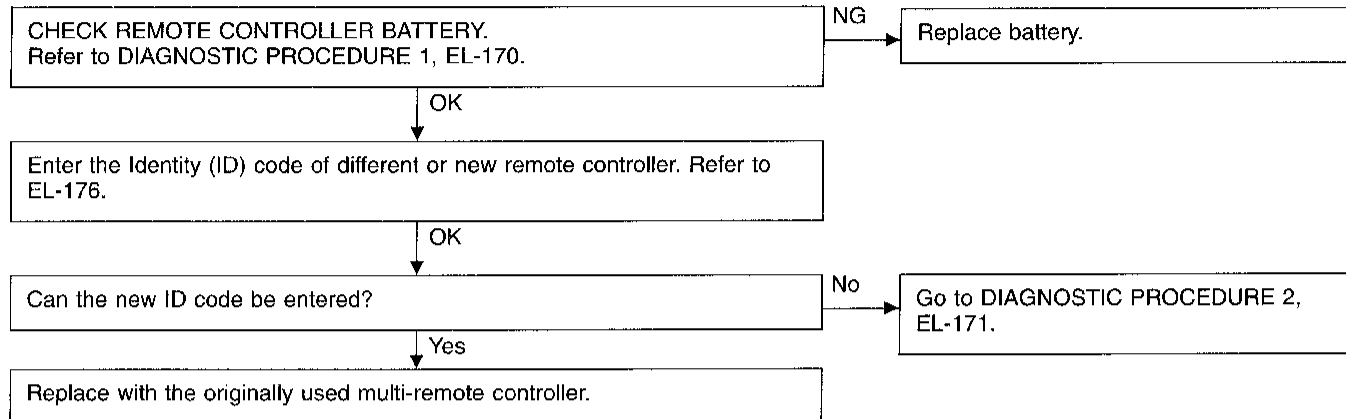 CHECK REMOTE CONTROLLER BATTERY.
Refer to DIAGNOSTIC PROCEDURE 1, EL-170.
NG
Replace battery.
OK
Enter the Identity (ID) code of different or new remote controller. Refer to
EL-176.
OK
Can the new ID code be entered?
No
Go to DIAGNOSTIC PROCEDURE 2,
EL-171.
Yes
Replace with the originally used multi-remote controller.